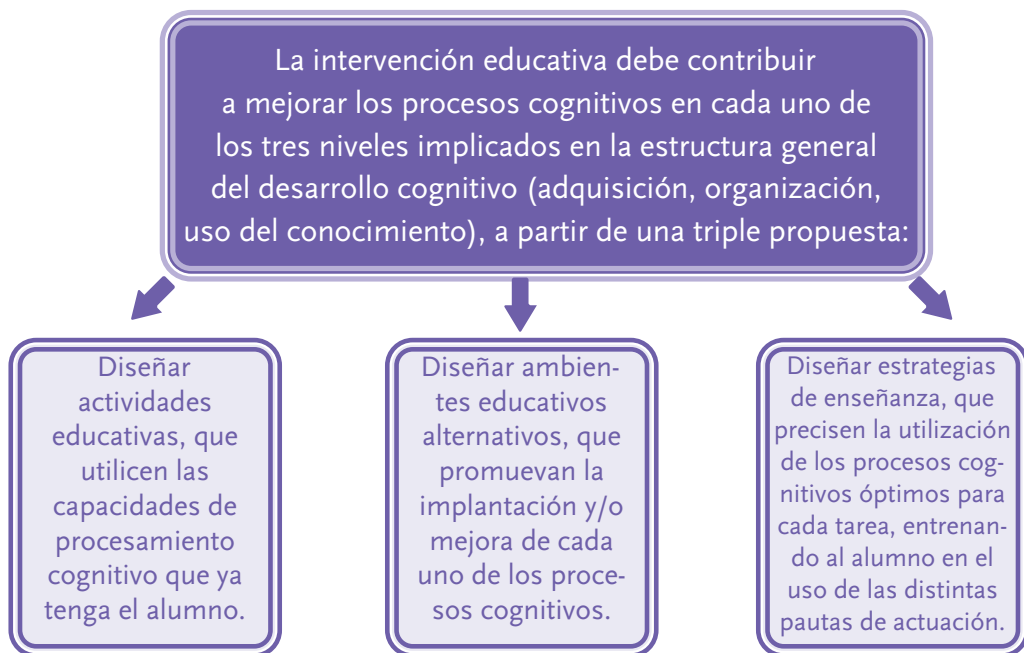 La intervención educativa debe contribuir
a mejorar los procesos cognitivos en cada uno de
los tres niveles implicados en la estructura general
del desarrollo cognitivo (adquisición, organización,
uso del conocimiento), a partir de una triple propuesta:
Diseñar
actividades
educativas, que
utilicen las
capacidades de
procesamiento
cognitivo que ya
tenga el alumno.
Diseñar ambien-
tes educativos
alternativos, que
promuevan la
implantación y/o
mejora de cada
uno de los proce-
sos cognitivos.
Diseñar estrategias
de enseñanza, que
precisen la utilización
de los procesos cog-
nitivos óptimos para
cada tarea, entrenan-
do al alumno en el
uso de las distintas
pautas de actuación.